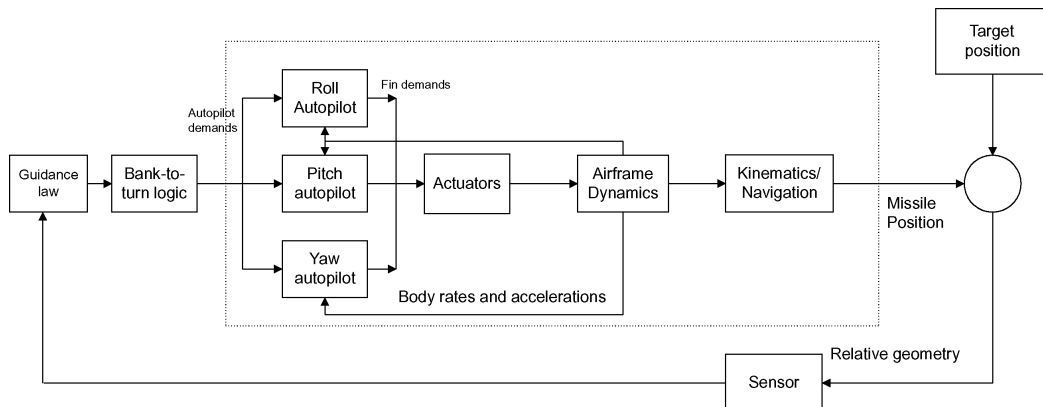 Target
position
Roll
Autopilot
Fin demands
Autopilot
demands
Guidance
law
Bank-to-
turn logic
Pitch
autopilot
Actuators
Airframe
Dynamics
Kinematics/
Navigation
Missile
Position
Yaw
autopilot
Body rates and accelerations
Relative geometry
Sensor